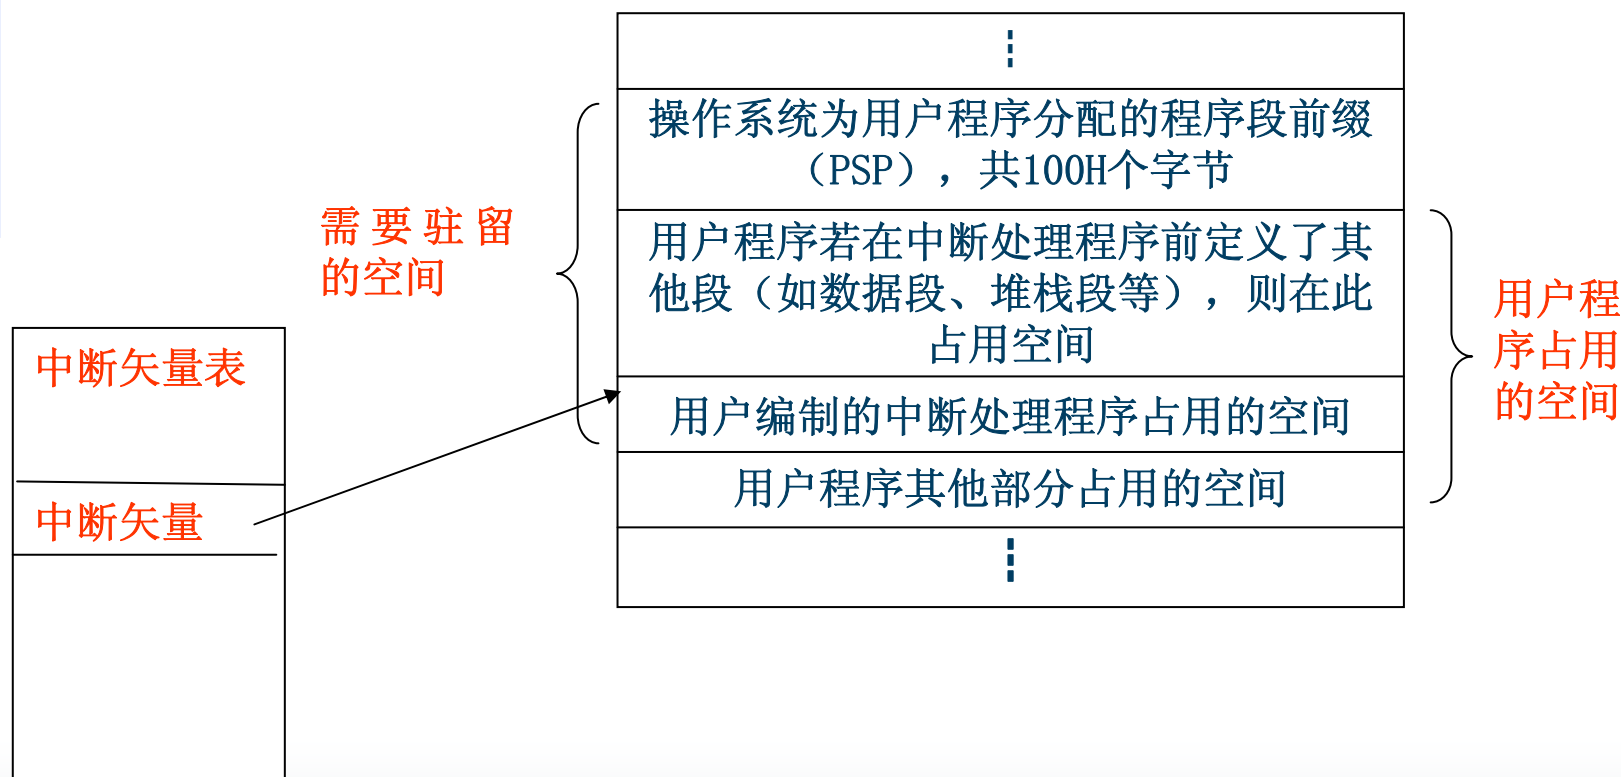 操作系统为用户程序分配的程序段前缀
（PSP），共100H个字节
需要驻留
的空间
用户程序若在中断处理程序前定义了其
他段（如数据段、堆栈段等），则在此
占用空间
用户程
序占用
的空间
中断矢量表
用户编制的中断处理程序占用的空间
用户程序其他部分占用的空间
中断矢量